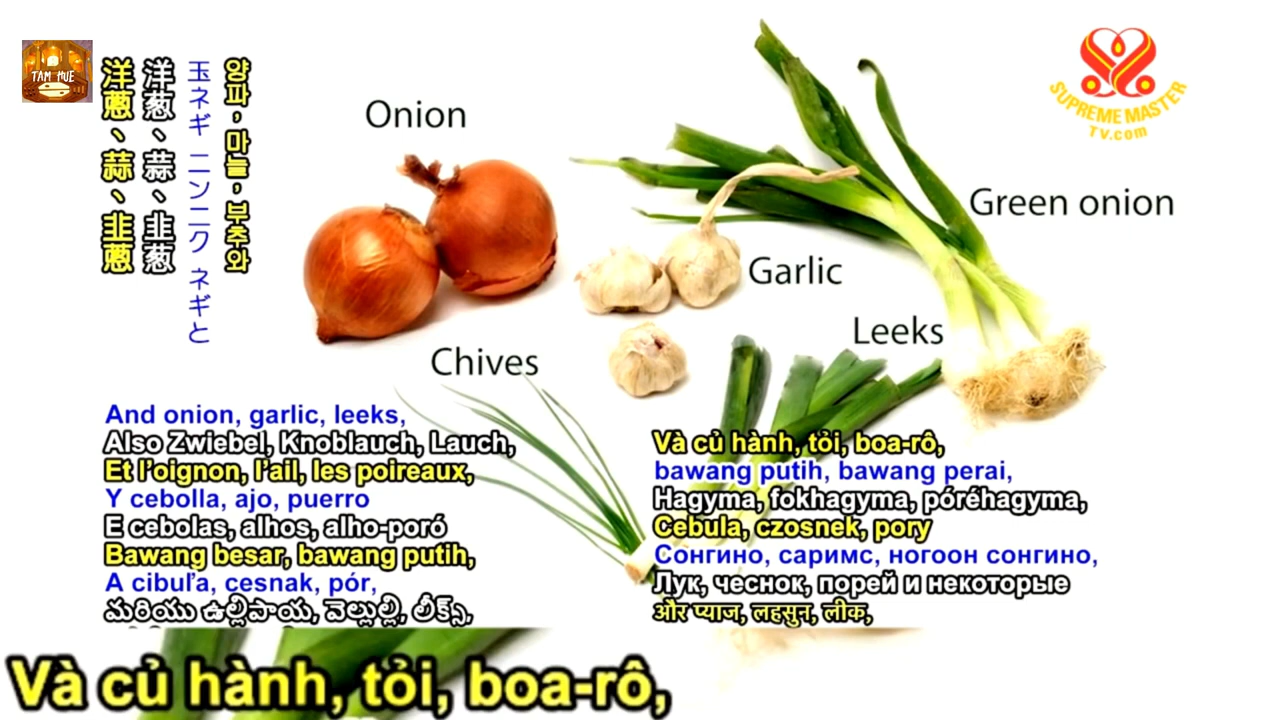 TAM HUE
洋蔥、蒜、韭蔥
洋葱、蒜、韭葱
玉ネギ ニンニク ネギと
양파, 마늘, 부추와
SUPREME MASTER
TV.com
Onion
Green onion
Garlic
Leeks
Chives
And onion, garlic, leeks,
Also Zwiebel, Knoblauch, Lauch,
Et l’oignon, l’ail, les poireaux,
Y cebolla, ajo, puerro
E cebolas, alhos, alho-poró
Bawang besar, bawang putih,
A cibuľa, cesnak, pór,
మరియు ఉల్లిపాయ, వెల్లుల్లి, లీక్స్,
Và củ hành, tỏi, boa-rô,
bawang putih, bawang perai,
Hagyma, fokhagyma, póréhagyma,
Cebula, czosnek, pory
Сонгино, саримс, ногоон сонгино,
Лук, чеснок, порей и некоторые
और प्याज, लहसुन, लीक,
Và củ hành, tỏi, boa-rô,